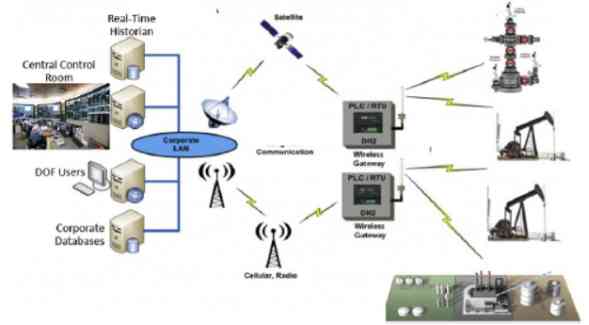 Real-Time
Historian
Satellite
Central Control
Room
PLC / RTU
DH2
Wireless
Gateway
Corporate
LAN
Communication
DOF Users
PLC / RTU
DH2
Wireless
Gateway
Corporate
Databases
Cellular, Radio